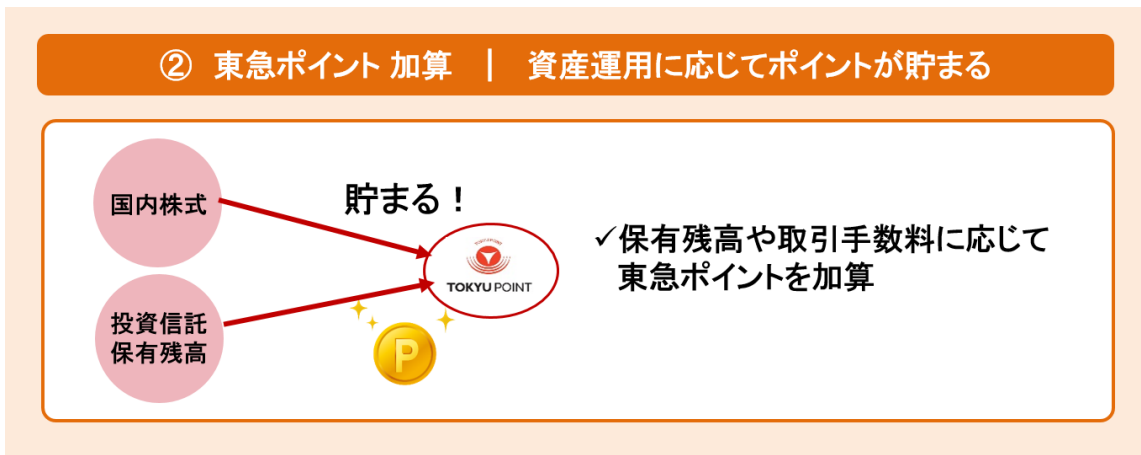 ② 東急ポイント 加算 ｜ 資産運用に応じてポイントが貯まる
国内株式
貯まる！
TOKYU POINT
投資信託
保有残高
P
✓保有残高や取引手数料に応じて
東急ポイントを加算